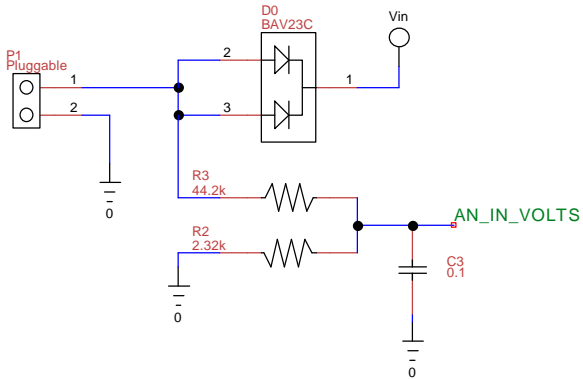 D0
BAV23C
Vin
P1
Pluggable
1
2
2
3
1
0
R3
44.2k
R2
2.32k
0
AN_IN_VOLTS
C3
0.1
0